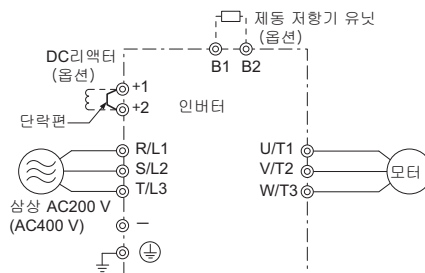 제동 저항기 유닛
(옵션)
DC리액터
(옵션)
B1 B2
+1
+2
인버터
단락편
R/L1
S/L2
T/L3
U/T1
V/T2
W/T3
모터
삼상 AC200 V
(AC400 V)
−